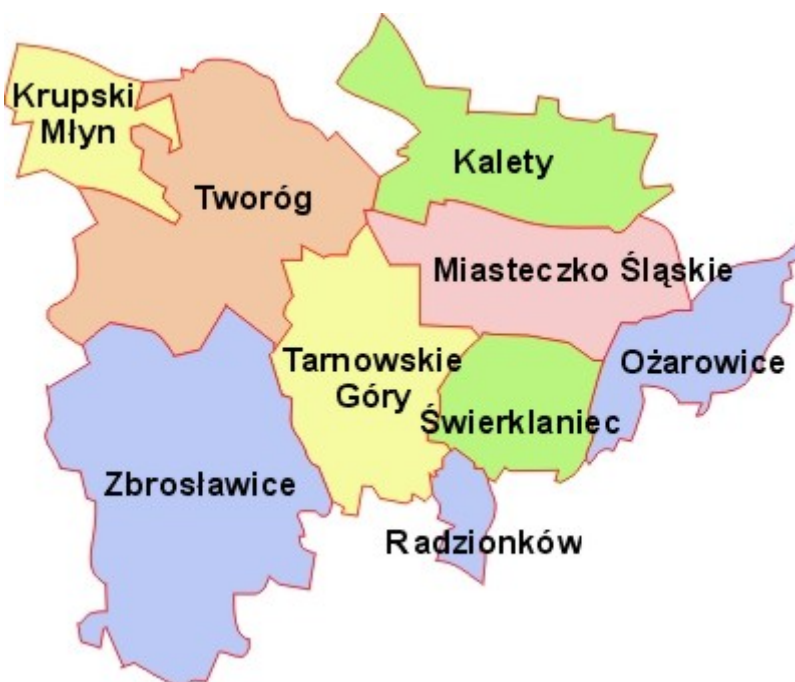 Krupski
Młyn
Kalety
Tworóg
Miasteczko Śląskie
Tarnowskie
Góry
Ożarowice
Świerklaniec
Zbrosławice
Radzionków